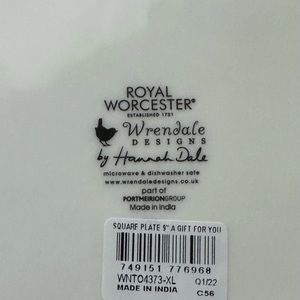 ROYAL
WORCESTER®
ESTABLISHED 1751
Wrendale
DESIGNS
by Hannah Dale
microwave & dishwasher safe
www.wrendaledesigns.co.uk
part of
PORTMEIRIONGROUP
Made in India
SQUARE PLATE 9" A GIFT FOR YOU
749151 776968
WNTO4373-XL Q1/22
MADE IN INDIA C56